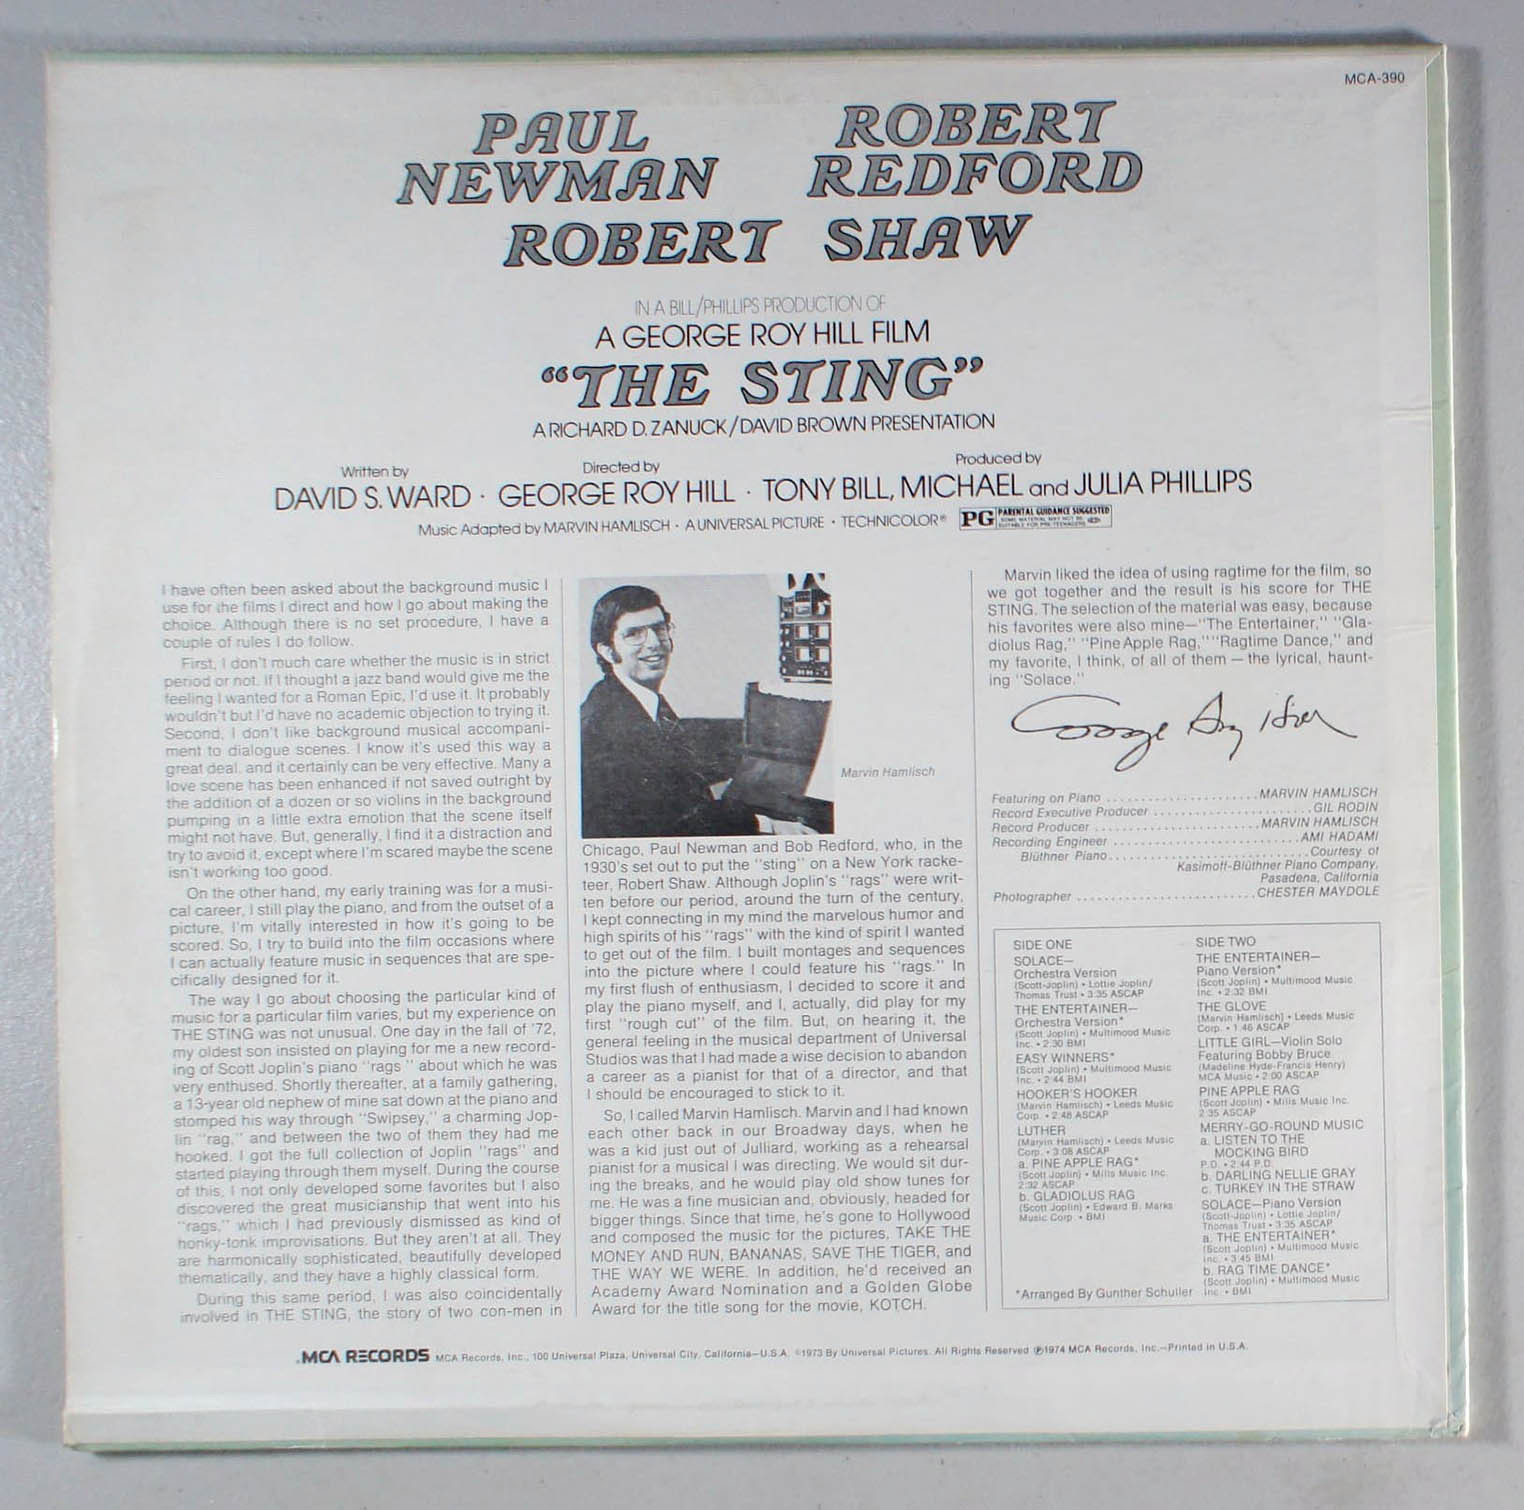 MCA-390
PAUL
NEWMAN
ROBERT
REDFORD
ROBERT SHAW
IN A BILL/PHILLIPS PRODUCTION OF
A GEORGE ROY HILL FILM
“THE STING”
A RICHARD D. ZANUCK/DAVID BROWN PRESENTATION
Written by
DAVID S. WARD ·
Directed by
GEORGE ROY HILL ·
Produced by
TONY BILL, MICHAEL and JULIA PHILLIPS
Music Adapted by MARVIN HAMLISCH · A UNIVERSAL PICTURE · TECHNICOLOR®
PG PARENTAL GUIDANCE SUGGESTED
SOME MATERIAL MAY NOT BE
SUITABLE FOR PRE-TEENAGERS
I have often been asked about the background music I
use for the films I direct and how I go about making the
choice. Although there is no set procedure, I have a
couple of rules I do follow.
First, I don't much care whether the music is in strict
period or not. If I thought a jazz band would give me the
feeling I wanted for a Roman Epic, I'd use it. It probably
wouldn't but I'd have no academic objection to trying it.
Second, I don't like background musical accompani-
ment to dialogue scenes. I know it's used this way a
great deal, and it certainly can be very effective. Many a
love scene has been enhanced if not saved outright by
the addition of a dozen or so violins in the background
pumping in a little extra emotion that the scene itself
might not have. But, generally, I find it a distraction and
try to avoid it, except where I'm scared maybe the scene
isn't working too good.
On the other hand, my early training was for a musi-
cal career, I still play the piano, and from the outset of a
picture, I'm vitally interested in how it's going to be
scored. So, I try to build into the film occasions where
I can actually feature music in sequences that are spe-
cifically designed for it.
The way I go about choosing the particular kind of
music for a particular film varies, but my experience on
THE STING was not unusual. One day in the fall of '72,
my oldest son insisted on playing for me a new record-
ing of Scott Joplin's piano "rags" about which he was
very enthused. Shortly thereafter, at a family gathering,
a 13-year old nephew of mine sat down at the piano and
stomped his way through "Swipsey," a charming Jop-
lin "rag," and between the two of them they had me
hooked. I got the full collection of Joplin "rags" and
started playing through them myself. During the course
of this, I not only developed some favorites but I also
discovered the great musicianship that went into his
"rags," which I had previously dismissed as kind of
honky-tonk improvisations. But they aren't at all. They
are harmonically sophisticated, beautifully developed
thematically, and they have a highly classical form.
During this same period, I was also coincidentally
involved in THE STING, the story of two con-men in
Marvin Hamlisch
Chicago, Paul Newman and Bob Redford, who, in the
1930's set out to put the "sting" on a New York racke-
teer, Robert Shaw. Although Joplin's "rags" were writ-
ten before our period, around the turn of the century,
I kept connecting in my mind the marvelous humor and
high spirits of his "rags" with the kind of spirit I wanted
to get out of the film. I built montages and sequences
into the picture where I could feature his "rags." In
my first flush of enthusiasm, I decided to score it and
play the piano myself, and I, actually, did play for my
first "rough cut" of the film. But, on hearing it, the
general feeling in the musical department of Universal
Studios was that I had made a wise decision to abandon
a career as a pianist for that of a director, and that
I should be encouraged to stick to it.
So, I called Marvin Hamlisch. Marvin and I had known
each other back in our Broadway days, when he
was a kid just out of Julliard, working as a rehearsal
pianist for a musical I was directing. We would sit dur-
ing the breaks, and he would play old show tunes for
me. He was a fine musician and, obviously, headed for
bigger things. Since that time, he's gone to Hollywood
and composed the music for the pictures, TAKE THE
MONEY AND RUN, BANANAS, SAVE THE TIGER, and
THE WAY WE WERE. In addition, he'd received an
Academy Award Nomination and a Golden Globe
Award for the title song for the movie, KOTCH.
Marvin liked the idea of using ragtime for the film, so
we got together and the result is his score for THE
STING. The selection of the material was easy, because
his favorites were also mine—"The Entertainer," "Gla-
diolus Rag," "Pine Apple Rag," "Ragtime Dance," and
my favorite, I think, of all of them — the lyrical, haunt-
ing "Solace."
George Roy Hill
Featuring on Piano ........................ MARVIN HAMLISCH
Record Executive Producer ........................ GIL RODIN
Record Producer ........................ MARVIN HAMLISCH
Recording Engineer ........................ AMI HADAMI
Blüthner Piano ........................ Courtesy of
Kasimoff-Blüthner Piano Company,
Pasadena, California
Photographer ........................ CHESTER MAYDOLE
SIDE ONE
SOLACE—
Orchestra Version
(Scott Joplin) • Lottie Joplin/
Thomas Trust • 3:35 ASCAP
THE ENTERTAINER—
Orchestra Version*
(Scott Joplin) • Multimood Music
Inc. • 2:30 BMI
EASY WINNERS*
(Scott Joplin) • Multimood Music
Inc. • 2:44 BMI
HOOKER'S HOOKER
(Marvin Hamlisch) • Leeds Music
Corp. • 2:48 ASCAP
LUTHER
(Marvin Hamlisch) • Leeds Music
Corp. • 3:08 ASCAP
a. PINE APPLE RAG*
(Scott Joplin) • Mills Music Inc.
2:32 ASCAP
b. GLADIOLUS RAG
(Scott Joplin) • Edward B. Marks
Music Corp. • BMI
*Arranged By Gunther Schuller
SIDE TWO
THE ENTERTAINER—
Piano Version*
(Scott Joplin) • Multimood Music
Inc. • 2:32 BMI
THE GLOVE
(Marvin Hamlisch) • Leeds Music
Corp. • 1:46 ASCAP
LITTLE GIRL—Violin Solo
Featuring Bobby Bruce
(Madeline Hyde-Francis Henry)
MCA Music • 2:00 ASCAP
PINE APPLE RAG
(Scott Joplin) • Mills Music Inc.
2:35 ASCAP
MERRY-GO-ROUND MUSIC
a. LISTEN TO THE
MOCKING BIRD
P.D. • 2:44 P.D.
b. DARLING NELLIE GRAY
c. TURKEY IN THE STRAW
SOLACE—Piano Version
(Scott Joplin) • Lottie Joplin/
Thomas Trust • 3:35 ASCAP
a. THE ENTERTAINER*
(Scott Joplin) • Multimood Music
Inc. • 3:45 BMI
b. RAG TIME DANCE*
(Scott Joplin) • Multimood Music
Inc. • BMI
MCA RECORDS MCA Records, Inc., 100 Universal Plaza, Universal City, California—U.S.A. ©1973 By Universal Pictures. All Rights Reserved ℗1974 MCA Records, Inc.—Printed in U.S.A.